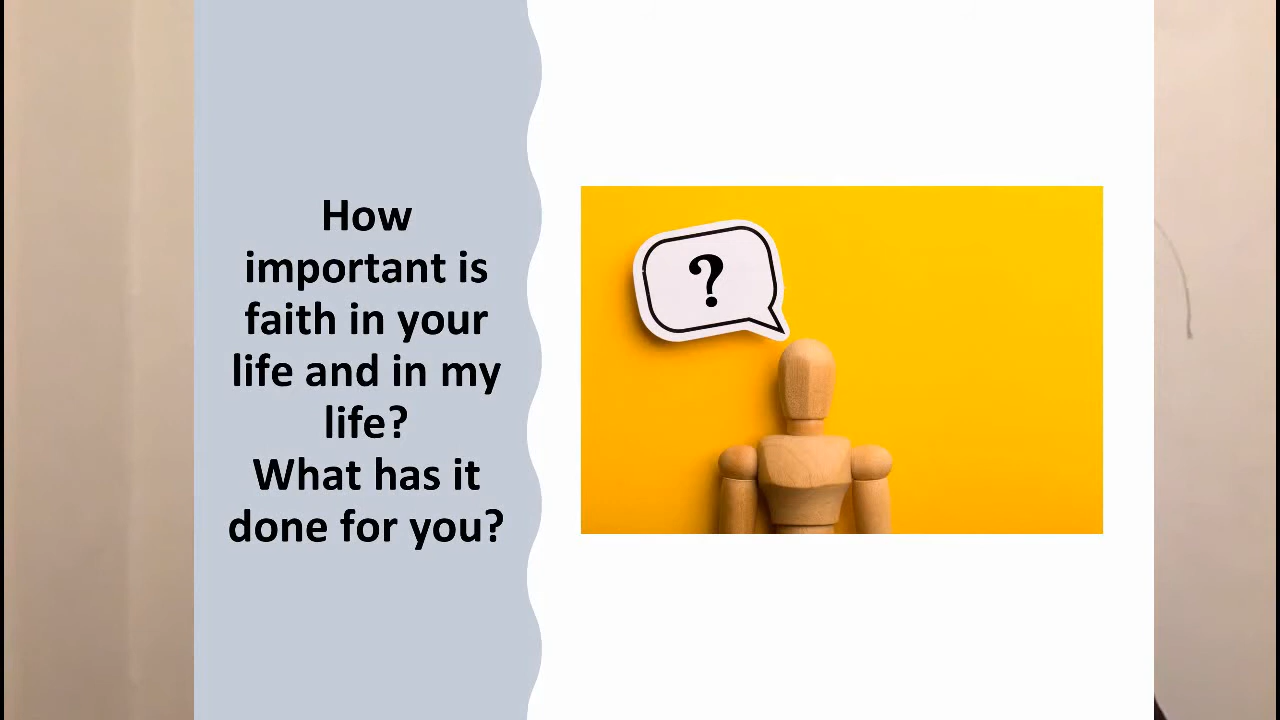 How
important is
faith in your
life and in my
life?
What has it
done for you?
?